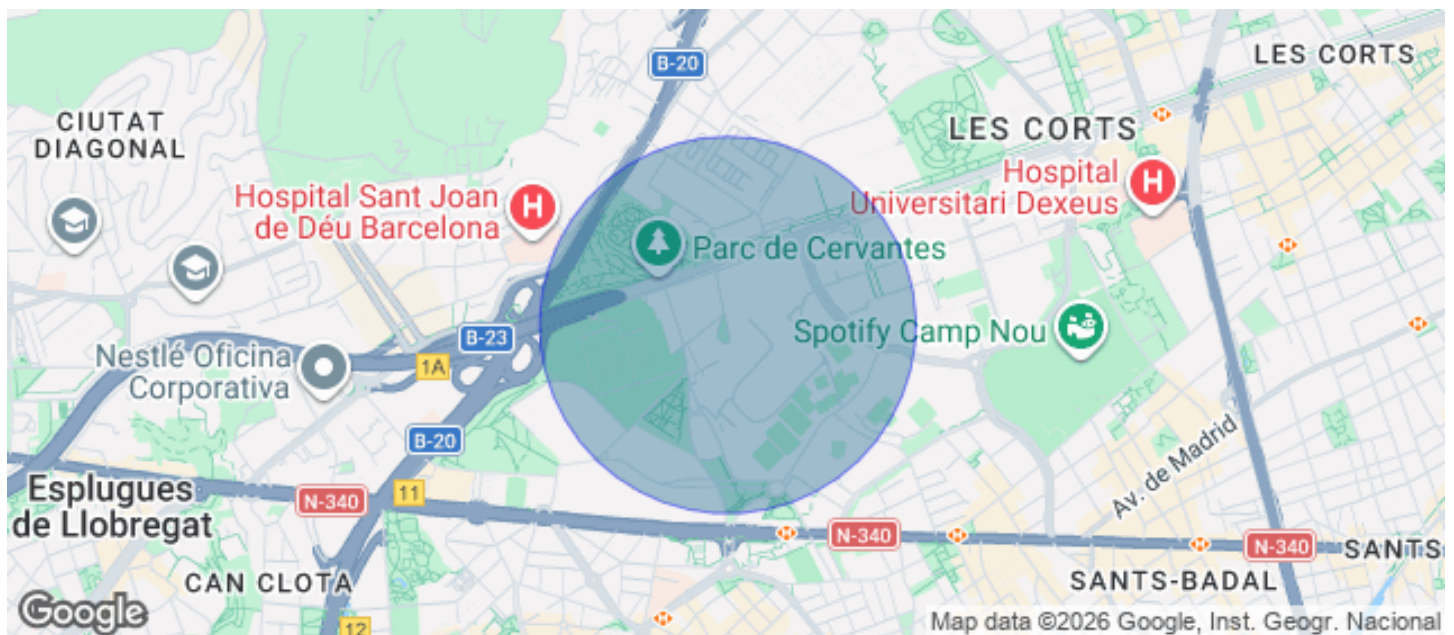 B-20
LES CORTS
CIUTAT
DIAGONAL
LES CORTS
Hospital
Universitari Dexeus
H
Hospital Sant Joan
de Déu Barcelona
H
Parc de Cervantes
B-23
Spotify Camp Nou
Nestlé Oficina
Corporativa
1A
B-20
Av. de Madrid
Esplugues
de Llobregat
N-340
11
N-340
N-340
SANTS
CAN CLOTA
SANTS-BADAL
12
Google
Map data ©2026 Google, Inst. Geogr. Nacional